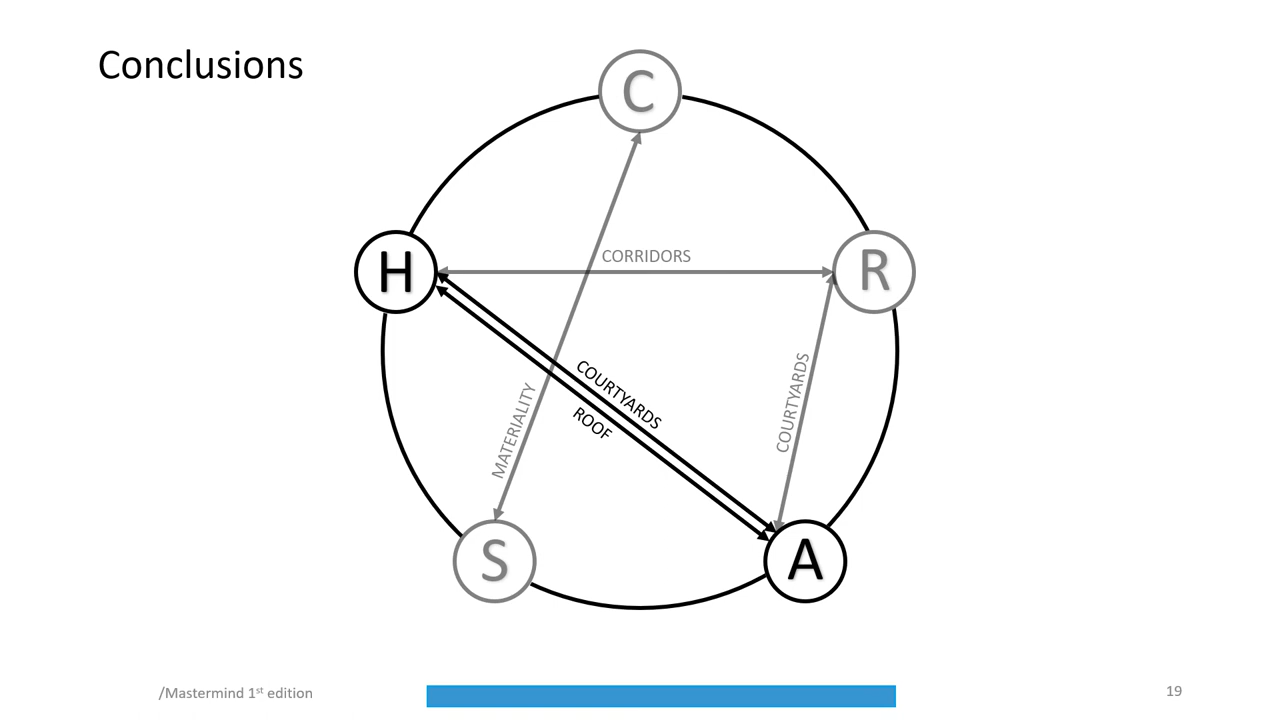 Conclusions
C
CORRIDORS
H
R
COURTYARDS
COURTYARDS
ROOF
MATERIALITY
S
A
/Mastermind 1st edition
19